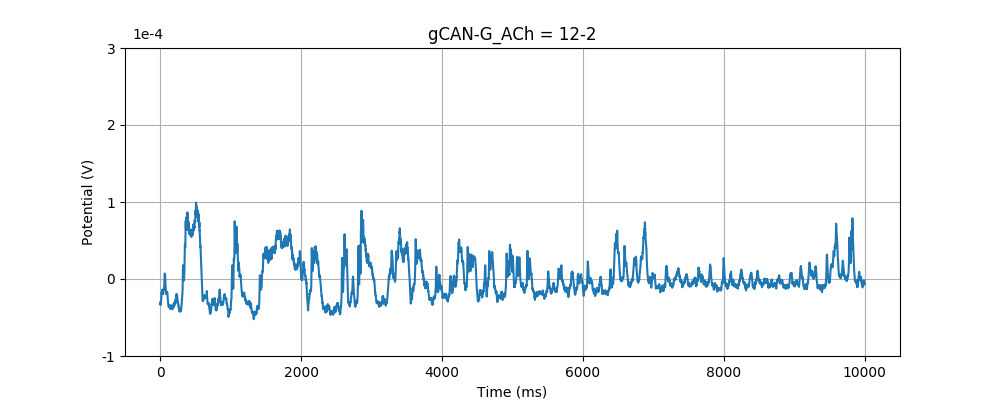 gCAN-G_ACh = 12-2
1e-4
3
2
1
0
-1
Potential (V)
0 2000 4000 6000 8000 10000
Time (ms)